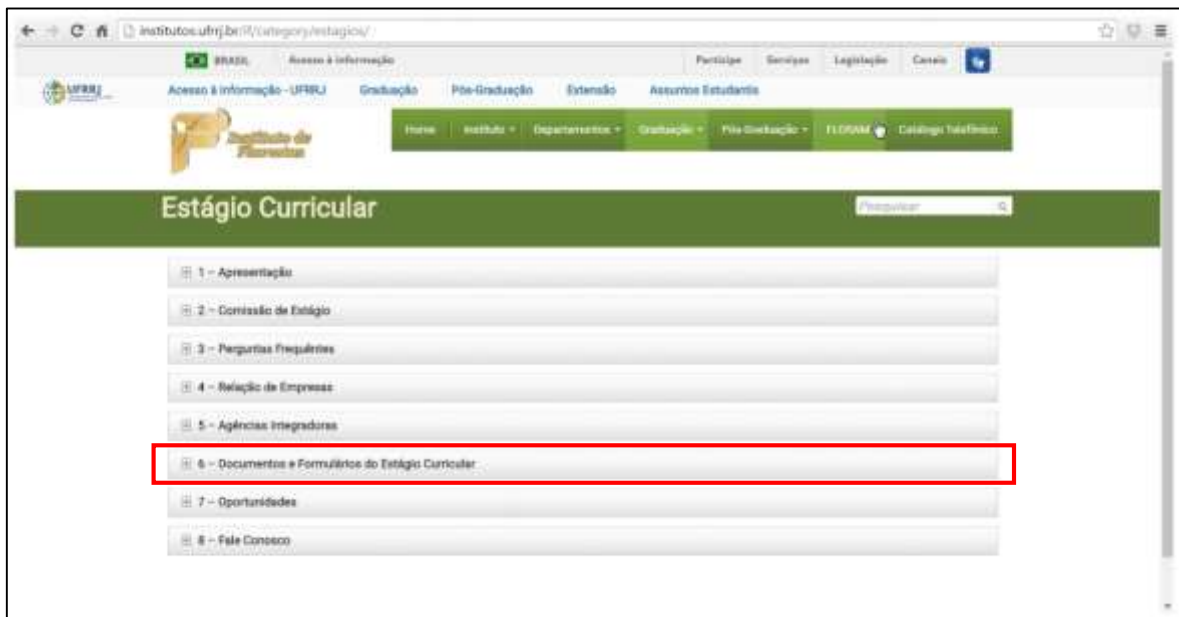 institutos.ufrrj.br/if/category/estagios/
BRASIL Acesso à informação Participe Serviços Legislação Canais
UFRRJ Acesso à informação - UFRRJ Graduação Pós-Graduação Extensão Assuntos Estudantis
Instituto de Florestas
Home Instituto Departamentos Graduação Pós-Graduação FLORAM Catálogo Telefônico
Estágio Curricular
Pesquisar
1 – Apresentação
2 – Comissão de Estágio
3 – Perguntas Frequêntes
4 – Relação de Empresas
5 – Agências Integradoras
6 – Documentos e Formulários do Estágio Curricular
7 – Oportunidades
8 – Fale Conosco